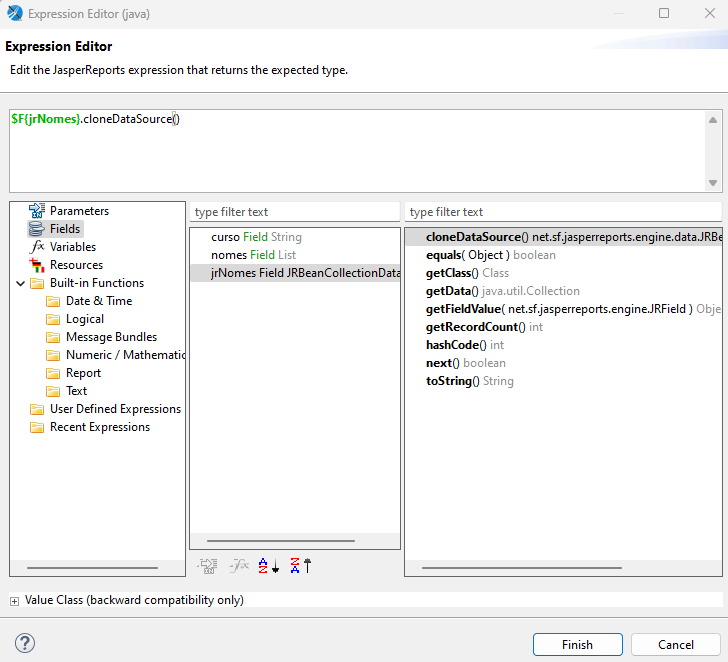 Expression Editor (java)
Expression Editor
Edit the JasperReports expression that returns the expected type.
$F{jrNomes}.cloneDataSource()
Parameters
Fields
Variables
Resources
Built-in Functions
Date & Time
Logical
Message Bundles
Numeric / Mathematic
Report
Text
User Defined Expressions
Recent Expressions
type filter text
curso Field String
nomes Field List
jrNomes Field JRBeanCollectionData
type filter text
cloneDataSource() net.sf.jasperreports.engine.data.JRBe
equals( Object ) boolean
getClass() Class
getData() java.util.Collection
getFieldValue( net.sf.jasperreports.engine.JRField ) Obje
getRecordCount() int
hashCode() int
next() boolean
toString() String
Value Class (backward compatibility only)
Finish
Cancel